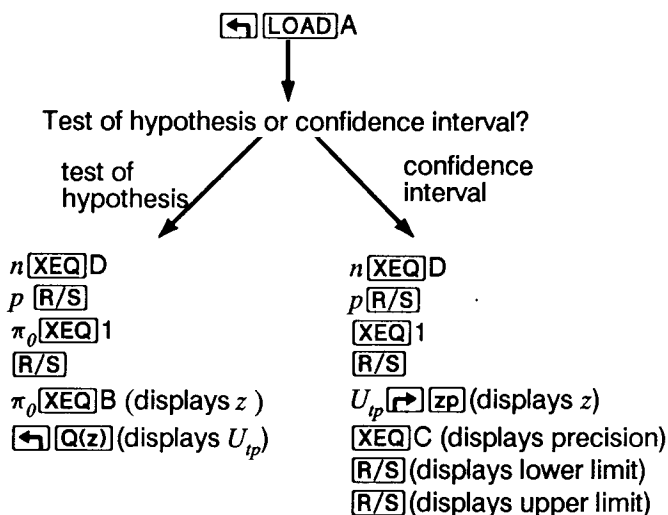 ↰ LOAD A
Test of hypothesis or confidence interval?
test of
hypothesis
confidence
interval
n XEQ D
p R/S
π₀ XEQ 1
R/S
π₀ XEQ B (displays z )
↰ Q(z) (displays Uₜₚ)
n XEQ D
p R/S
XEQ 1
R/S
Uₜₚ ↱ zp (displays z)
XEQ C (displays precision)
R/S (displays lower limit)
R/S (displays upper limit)